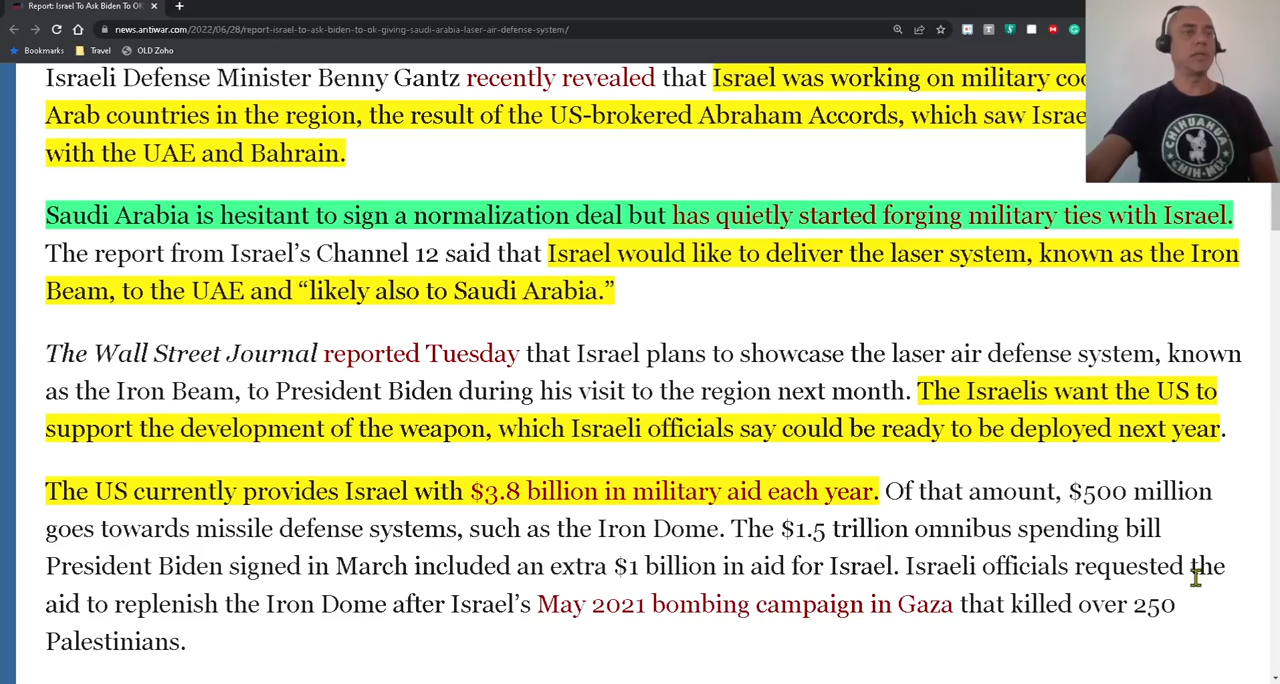 Report: Israel To Ask Biden To OK
news.antiwar.com/2022/06/28/report-israel-to-ask-biden-to-ok-giving-saudi-arabia-laser-air-defense-system/
Bookmarks Travel OLD Zoho
Israeli Defense Minister Benny Gantz recently revealed that Israel was working on military
Arab countries in the region, the result of the US-brokered Abraham Accords, which saw
with the UAE and Bahrain.
Saudi Arabia is hesitant to sign a normalization deal but has quietly started forging military ties with Israel.
The report from Israel’s Channel 12 said that Israel would like to deliver the laser system, known as the Iron
Beam, to the UAE and “likely also to Saudi Arabia.”
The Wall Street Journal reported Tuesday that Israel plans to showcase the laser air defense system, known
as the Iron Beam, to President Biden during his visit to the region next month. The Israelis want the US to
support the development of the weapon, which Israeli officials say could be ready to be deployed next year.
The US currently provides Israel with $3.8 billion in military aid each year. Of that amount, $500 million
goes towards missile defense systems, such as the Iron Dome. The $1.5 trillion omnibus spending bill
President Biden signed in March included an extra $1 billion in aid for Israel. Israeli officials requested the
aid to replenish the Iron Dome after Israel’s May 2021 bombing campaign in Gaza that killed over 250
Palestinians.
CHIHUAHUA
CHIH-MEX